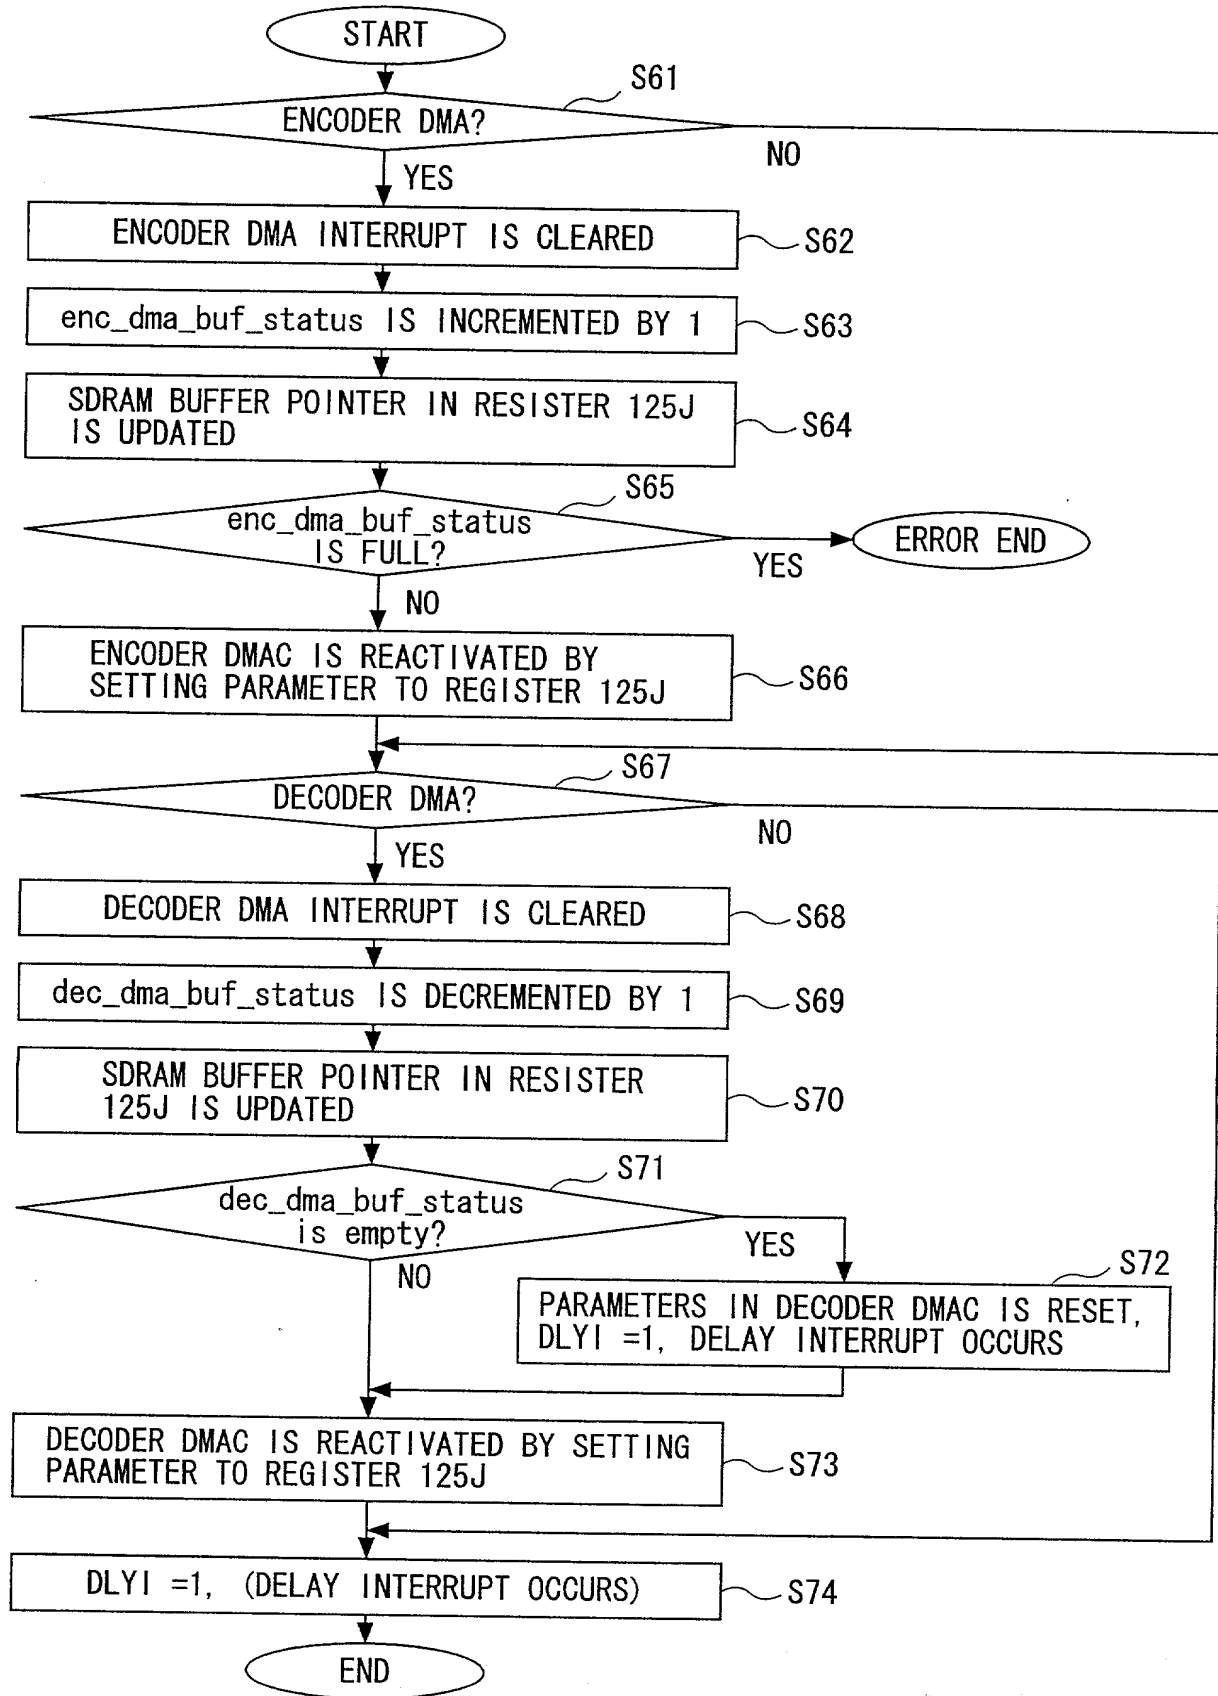 START
S61
ENCODER DMA?
NO
YES
ENCODER DMA INTERRUPT IS CLEARED
S62
enc_dma_buf_status IS INCREMENTED BY 1
S63
SDRAM BUFFER POINTER IN RESISTER 125J
IS UPDATED
S64
S65
enc_dma_buf_status
IS FULL?
YES
ERROR END
NO
ENCODER DMAC IS REACTIVATED BY
SETTING PARAMETER TO REGISTER 125J
S66
S67
DECODER DMA?
NO
YES
DECODER DMA INTERRUPT IS CLEARED
S68
dec_dma_buf_status IS DECREMENTED BY 1
S69
SDRAM BUFFER POINTER IN RESISTER
125J IS UPDATED
S70
S71
dec_dma_buf_status
is empty?
YES
NO
S72
PARAMETERS IN DECODER DMAC IS RESET,
DLYI =1, DELAY INTERRUPT OCCURS
DECODER DMAC IS REACTIVATED BY SETTING
PARAMETER TO REGISTER 125J
S73
DLYI =1, (DELAY INTERRUPT OCCURS)
S74
END